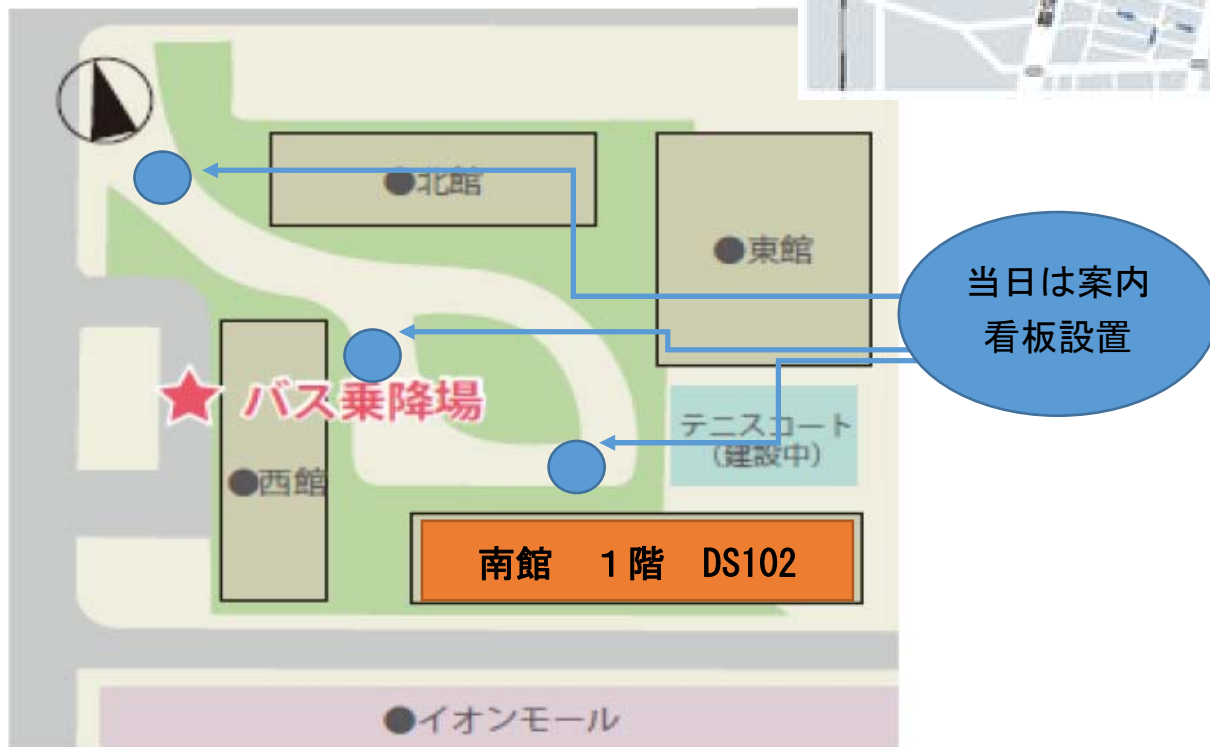 ●北館
●東館
当日は案内
看板設置
★ バス乗降場
テニスコート
(建設中)
●西館
南館 1階 DS102
●イオンモール